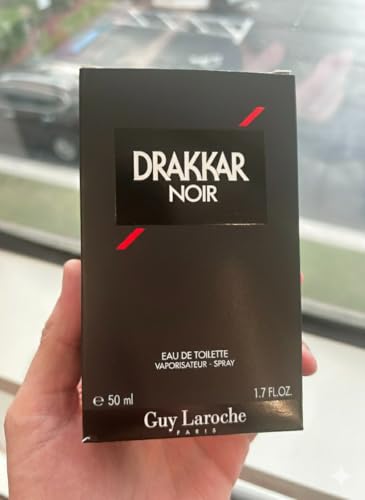 DRAKKAR
NOIR
EAU DE TOILETTE
VAPORISATEUR - SPRAY
℮ 50 ml 1.7 FL.OZ.
Guy Laroche
PARIS